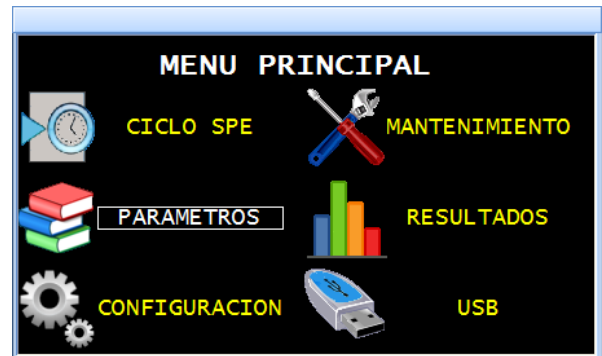 MENU PRINCIPAL
CICLO SPE
MANTENIMIENTO
PARAMETROS
RESULTADOS
CONFIGURACION
USB